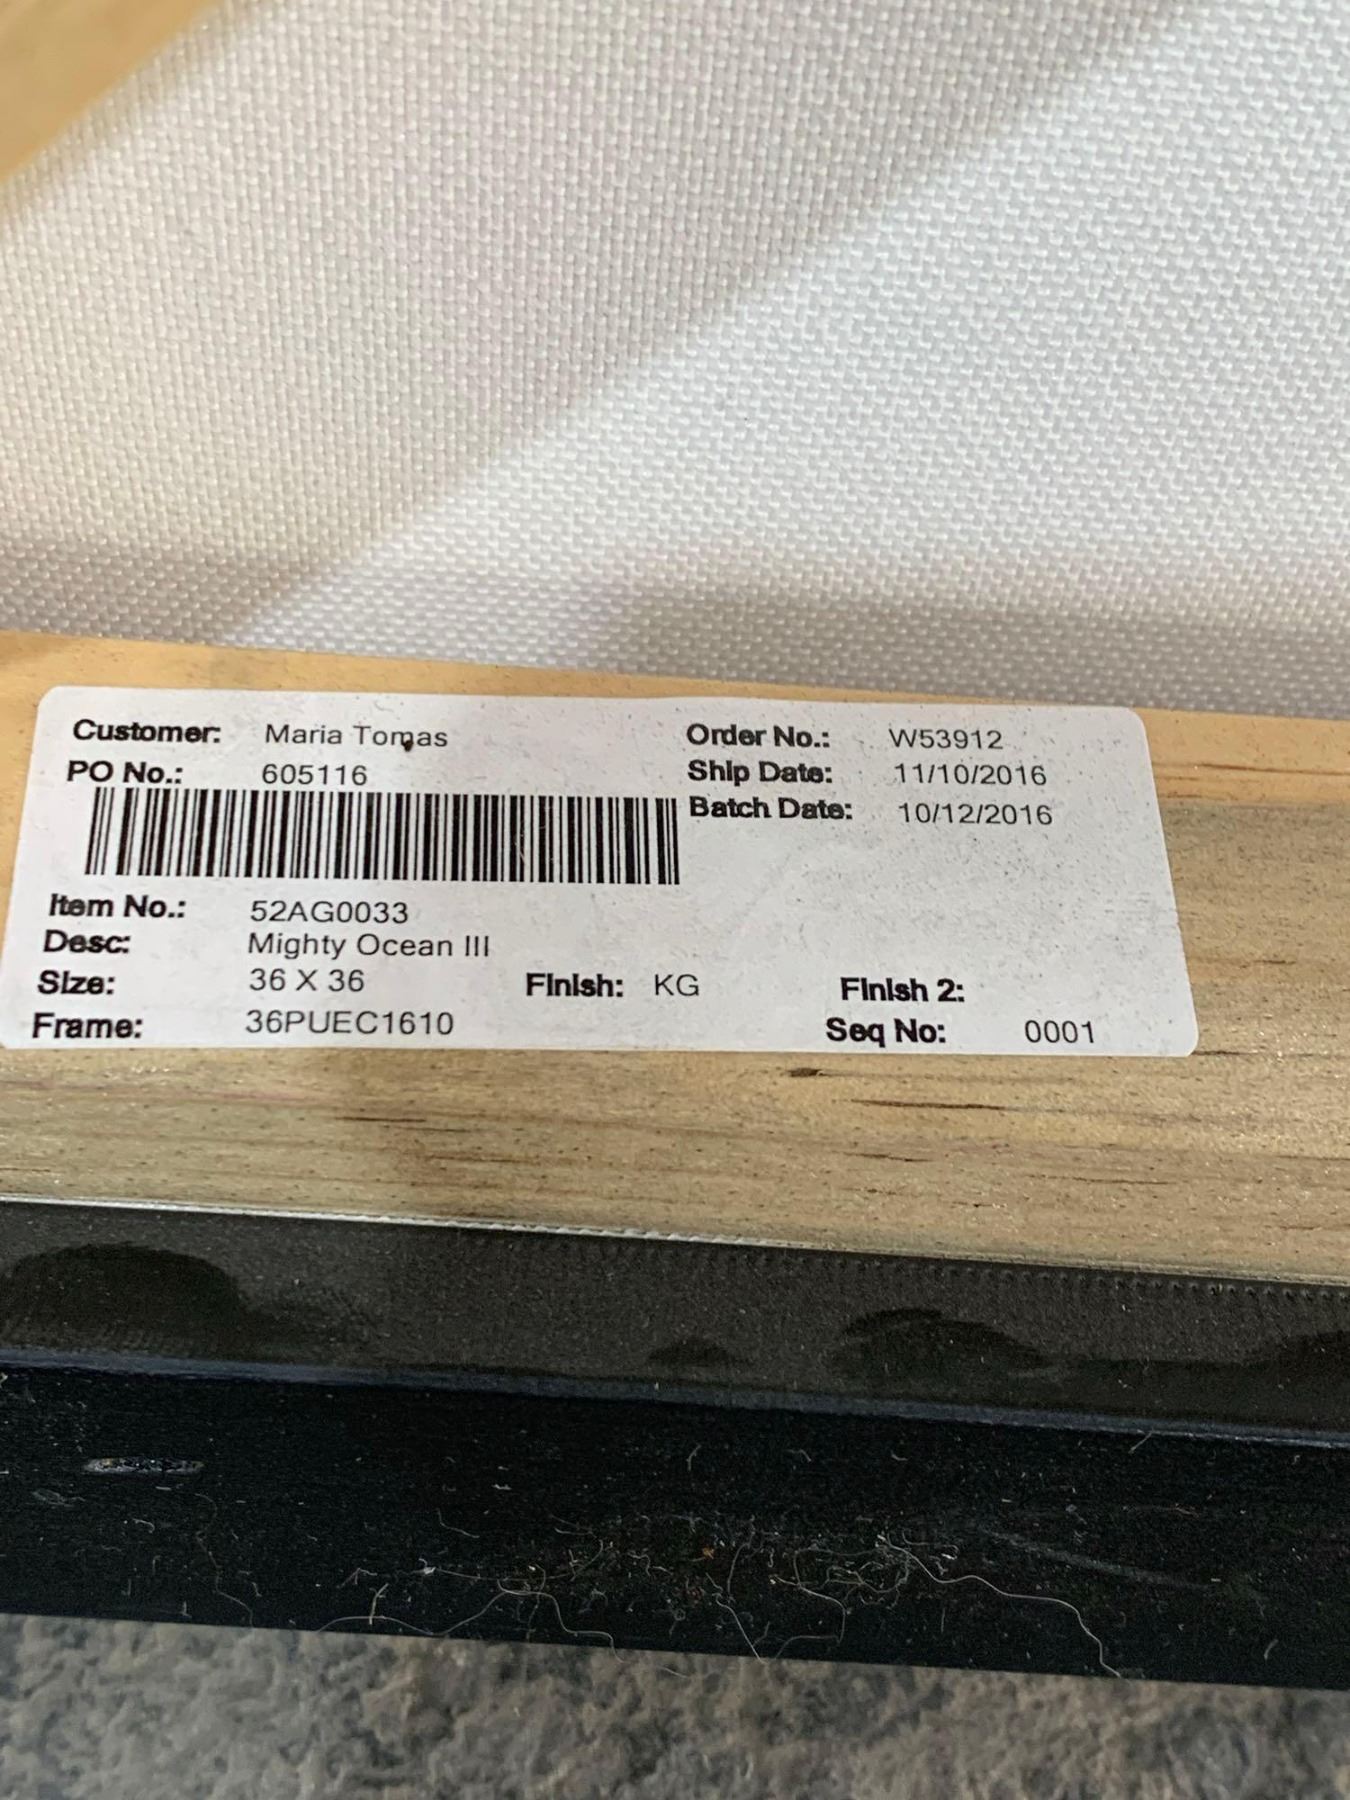 Customer: Maria Tomas Order No.: W53912
PO No.: 605116 Ship Date: 11/10/2016
Batch Date: 10/12/2016
Item No.: 52AG0033
Desc: Mighty Ocean III
Size: 36 X 36 Finish: KG Finish 2:
Frame: 36PUEC1610 Seq No: 0001